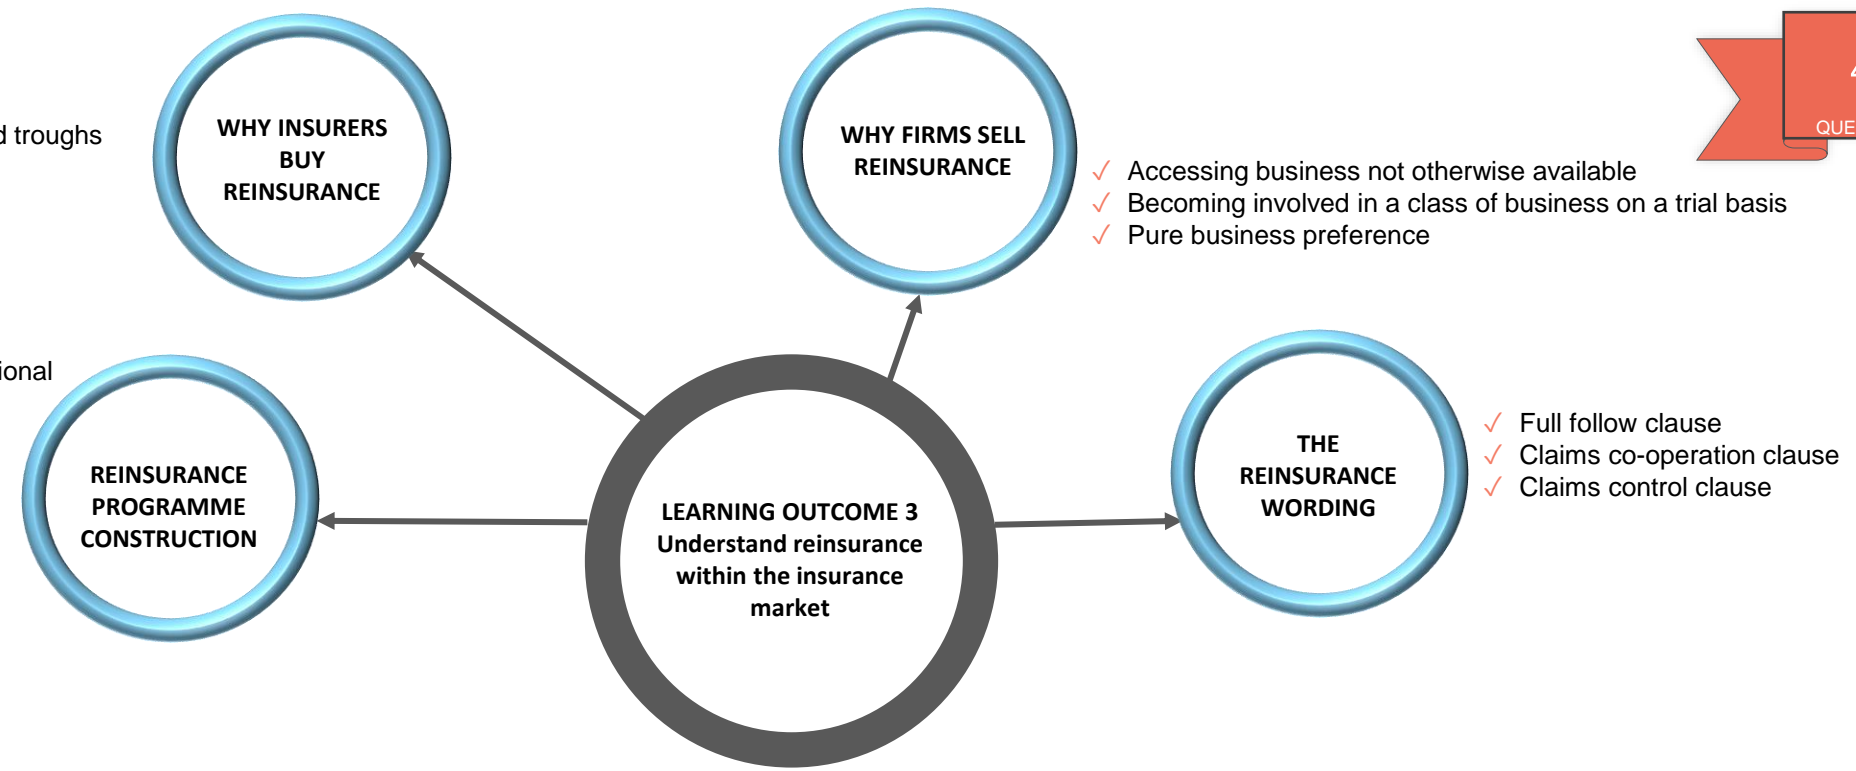 WHY INSURERS
BUY
REINSURANCE
troughs
WHY FIRMS SELL
REINSURANCE
✓ Accessing business not otherwise available
✓ Becoming involved in a class of business on a trial basis
✓ Pure business preference
REINSURANCE
PROGRAMME
CONSTRUCTION
LEARNING OUTCOME 3
Understand reinsurance
within the insurance
market
THE
REINSURANCE
WORDING
✓ Full follow clause
✓ Claims co-operation clause
✓ Claims control clause